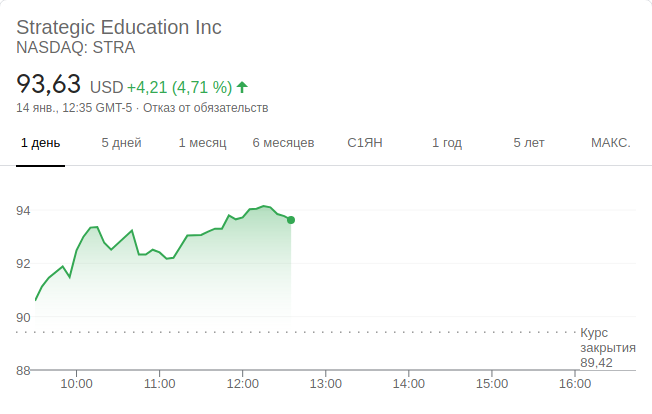 Strategic Education Inc
NASDAQ: STRA
93,63 USD +4,21 (4,71 %)
14 янв., 12:35 GMT-5 · Отказ от обязательств
1 день 5 дней 1 месяц 6 месяцев С1ЯН 1 год 5 лет МАКС.
94
92
90
Курс
закрытия
89,42
88
10:00 11:00 12:00 13:00 14:00 15:00 16:00